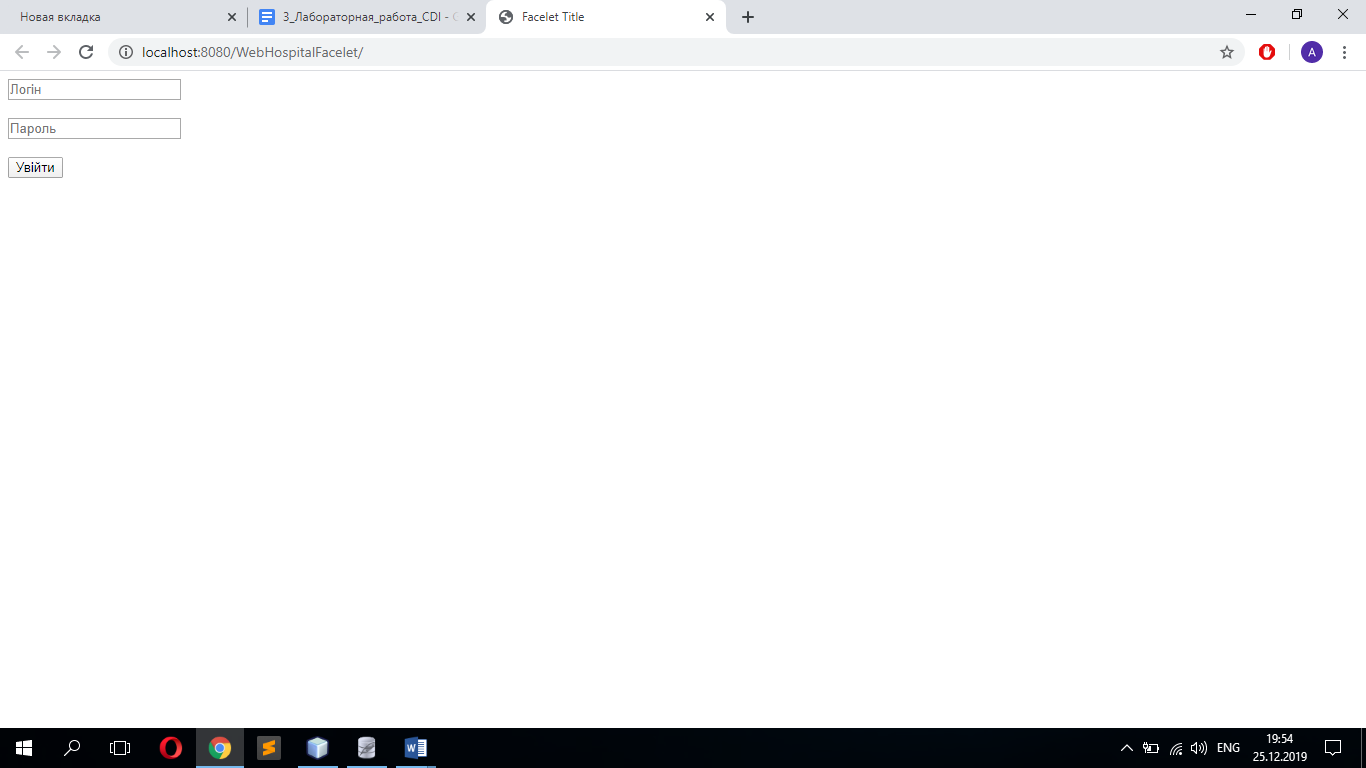 Новая вкладка
3_Лабораторная_работа_CDI - G
Facelet Title
localhost:8080/WebHospitalFacelet/
A
Логін
Пароль
Увійти
ENG
19:54
25.12.2019